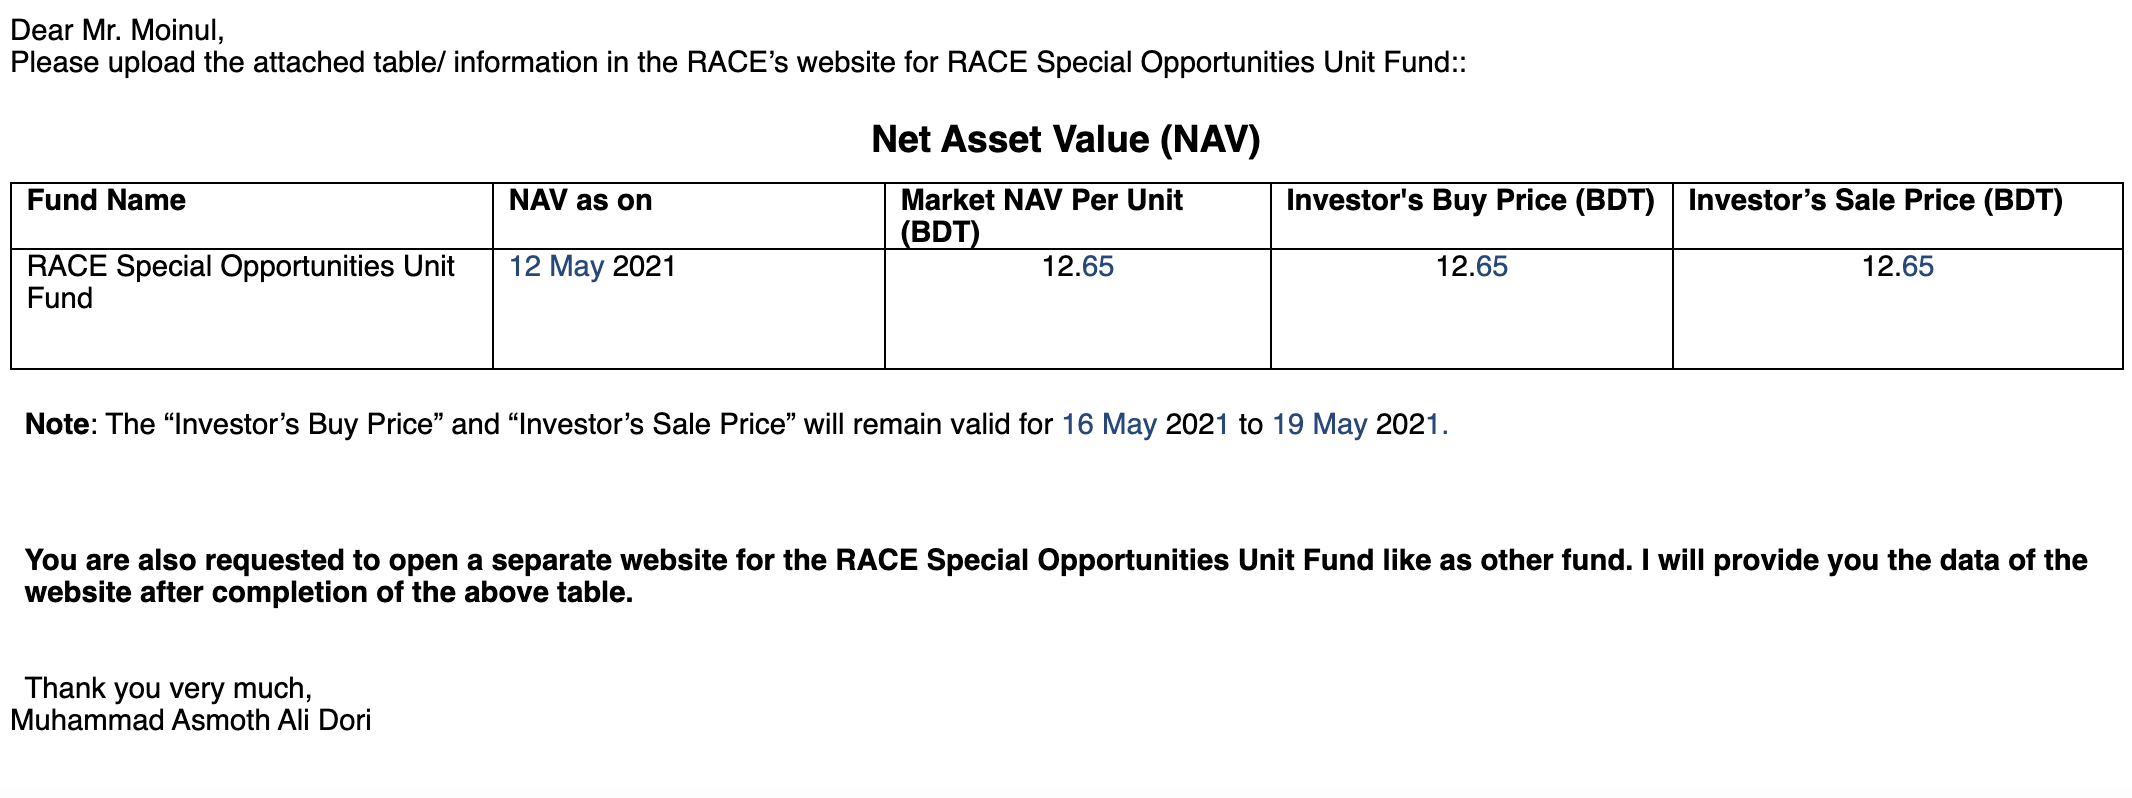 Dear Mr. Moinul,
Please upload the attached table/ information in the RACE’s website for RACE Special Opportunities Unit Fund::
Net Asset Value (NAV)
Fund Name NAV as on Market NAV Per Unit (BDT) Investor's Buy Price (BDT) Investor’s Sale Price (BDT)
RACE Special Opportunities Unit Fund 12 May 2021 12.65 12.65 12.65
Note: The “Investor’s Buy Price” and “Investor’s Sale Price” will remain valid for 16 May 2021 to 19 May 2021.
You are also requested to open a separate website for the RACE Special Opportunities Unit Fund like as other fund. I will provide you the data of the
website after completion of the above table.
Thank you very much,
Muhammad Asmoth Ali Dori